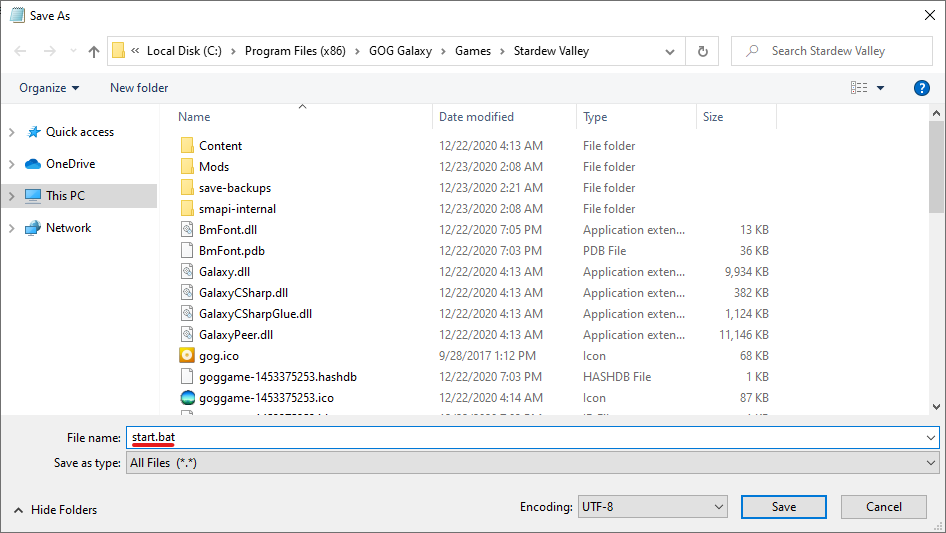 Save As
« Local Disk (C:) > Program Files (x86) > GOG Galaxy > Games > Stardew Valley
Search Stardew Valley
Organize New folder
?
Name Date modified Type Size
Quick access
OneDrive
This PC
Network
Content 12/22/2020 4:13 AM File folder
Mods 12/23/2020 2:08 AM File folder
save-backups 12/23/2020 2:21 AM File folder
smapi-internal 12/23/2020 2:08 AM File folder
BmFont.dll 12/22/2020 7:05 PM Application exten... 13 KB
BmFont.pdb 12/22/2020 7:03 PM PDB File 36 KB
Galaxy.dll 12/22/2020 4:13 AM Application exten... 9,934 KB
GalaxyCSharp.dll 12/22/2020 4:13 AM Application exten... 382 KB
GalaxyCSharpGlue.dll 12/22/2020 4:13 AM Application exten... 1,124 KB
GalaxyPeer.dll 12/22/2020 4:13 AM Application exten... 11,146 KB
gog.ico 9/28/2017 1:12 PM Icon 68 KB
goggame-1453375253.hashdb 12/22/2020 7:03 PM HASHDB File 1 KB
goggame-1453375253.ico 12/22/2020 4:14 AM Icon 87 KB
File name: start.bat
Save as type: All Files (*.*)
Hide Folders
Encoding: UTF-8 Save Cancel